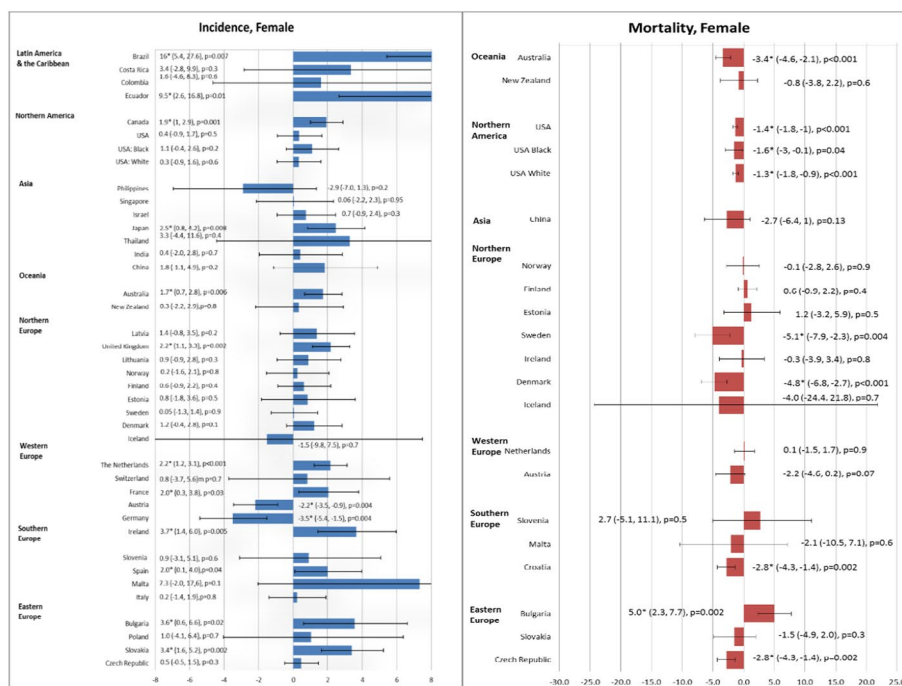 Incidence, Female
Latin America
& the Caribbean
Brazil 16* (5.4, 27.6), p=0.007
Costa Rica 3.4 (-2.8, 9.9) p=0.3
Colombia 1.6 (-4.6, 8.3), p=0.6
Ecuador 9.5* (2.6, 16.8), p=0.01
Northern America
Canada 1.9* (1, 2.9), p=0.001
USA 0.4 (-0.9, 1.7) p=0.5
USA: Black 1.1 (-0.4, 2.6) p=0.2
USA: White 0.3 (-0.9, 1.6) p=0.6
Asia
Philippines -2.9 (-7.0, 1.3), p=0.2
Singapore 0.06 (-2.2, 2.3), p=0.95
Israel 0.7 (-0.9, 2.4), p=0.3
Japan 2.5* (0.8, 4.2), p=0.008
Thailand 3.3 (-4.4, 11.6), p=0.4
India 0.4 (-2.0, 2.8) p=0.7
China 1.8 (-1.1, 4.9), p=0.2
Oceania
Australia 1.7* (0.7, 2.8), p=0.006
New Zealand 0.3 (-2.2, 2.9), p=0.8
Northern
Europe
Latvia 1.4 (-0.8, 3.5), p=0.2
United Kingdom 2.2* (1.1, 3.3), p=0.002
Lithuania 0.9 (-0.9, 2.8), p=0.3
Norway 0.2 (-1.6, 2.1), p=0.8
Finland 0.6 (-0.9, 2.2), p=0.4
Estonia 0.8 (-1.8, 3.6), p=0.5
Sweden 0.05 (-1.3, 1.4), p=0.9
Denmark 1.2 (-0.4, 2.8), p=0.1
Iceland -1.5 (-9.8, 7.5), p=0.7
Western
Europe
The Netherlands 2.2* (1.2, 3.1), p<0.001
Switzerland 0.8 (-3.7, 5.6)m p=0.7
France 2.0* (0.3, 3.8), p=0.03
Austria -2.2* (-3.5, -0.9), p=0.004
Germany -3.5* (-5.4, -1.5), p=0.004
Ireland 3.7* (1.4, 6.0), p=0.005
Southern
Europe
Slovenia 0.9 (-3.1, 5.1), p=0.6
Spain 2.0* (0.1, 4.0), p=0.04
Malta 7.3 (-2.0, 17.6), p=0.1
Italy 0.2 (-1.4, 1.9), p=0.8
Eastern
Europe
Bulgaria 3.6* (0.6, 6.6), p=0.02
Poland 1.0 (-4.1, 6.4), p=0.7
Slovakia 3.4* (1.6, 5.2), p=0.002
Czech Republic 0.5 (-0.5, 1.5), p=0.3
-8 -6 -4 -2 0 2 4 6 8
Mortality, Female
Oceania
Australia -3.4* (-4.6, -2.1), p<0.001
New Zealand -0.8 (-3.8, 2.2), p=0.6
Northern
America
USA -1.4* (-1.8, -1), p<0.001
USA Black -1.6* (-3, -0.1), p=0.04
USA White -1.3* (-1.8, -0.9), p<0.001
Asia
China -2.7 (-6.4, 1), p=0.13
Northern
Europe
Norway -0.1 (-2.8, 2.6), p=0.9
Finland 0.6 (-0.9, 2.2), p=0.4
Estonia 1.2 (-3.2, 5.9), p=0.5
Sweden -5.1* (-7.9, -2.3), p=0.004
Ireland -0.3 (-3.9, 3.4), p=0.8
Denmark -4.8* (-6.8, -2.7), p<0.001
Iceland -4.0 (-24.4, 21.8), p=0.7
Western
Europe
Netherlands 0.1 (-1.5, 1.7), p=0.9
Austria -2.2 (-4.6, 0.2), p=0.07
Southern
Europe
Slovenia 2.7 (-5.1, 11.1), p=0.5
Malta -2.1 (-10.5, 7.1), p=0.6
Croatia -2.8* (-4.3, -1.4), p=0.002
Eastern
Europe
Bulgaria 5.0* (2.3, 7.7), p=0.002
Slovakia -1.5 (-4.9, 2.0), p=0.3
Czech Republic -2.8* (-4.3, -1.4), p=0.002
-30.0 -25.0 -20.0 -15.0 -10.0 -5.0 0.0 5.0 10.0 15.0 20.0 25.0